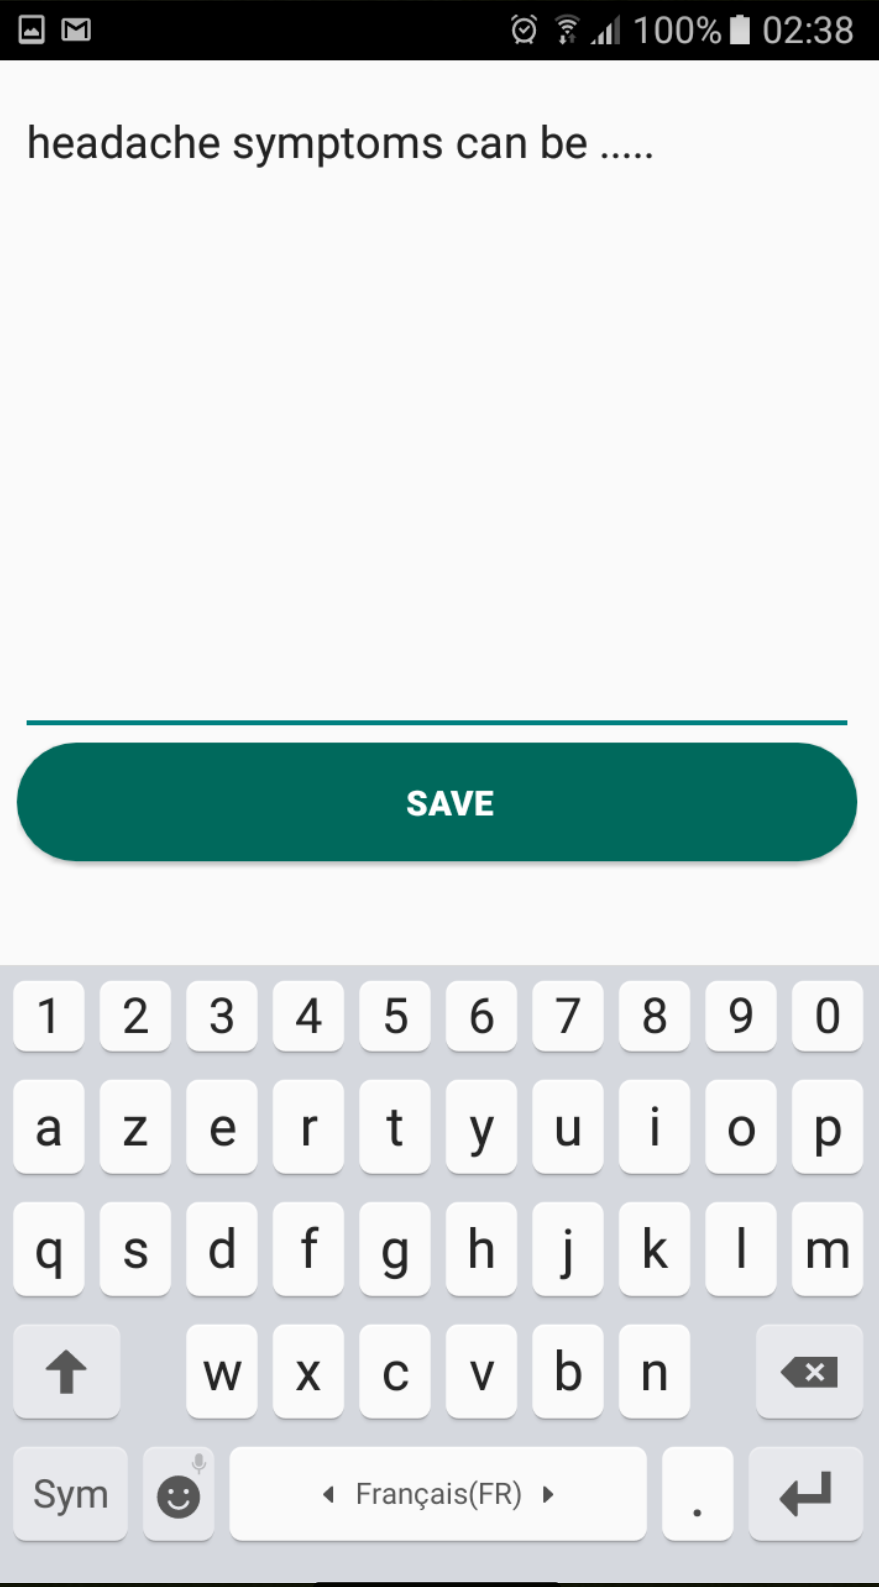 100% 02:38
headache symptoms can be .....
SAVE
1 2 3 4 5 6 7 8 9 0
a z e r t y u i o p
q s d f g h j k l m
w x c v b n
Sym Français(FR) .